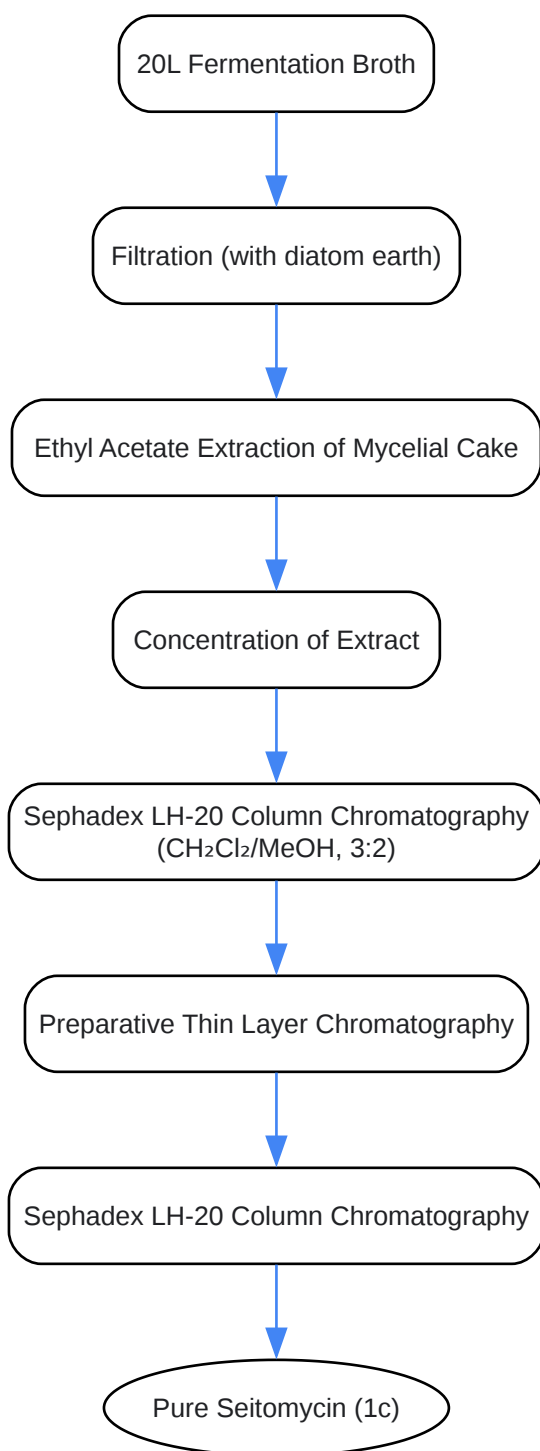 20L Fermentation Broth
Filtration (with diatom earth)
Ethyl Acetate Extraction of Mycelial Cake
Concentration of Extract
Sephadex LH-20 Column Chromatography
(CH₂Cl₂/MeOH, 3:2)
Preparative Thin Layer Chromatography
Sephadex LH-20 Column Chromatography
Pure Seitomycin (1c)